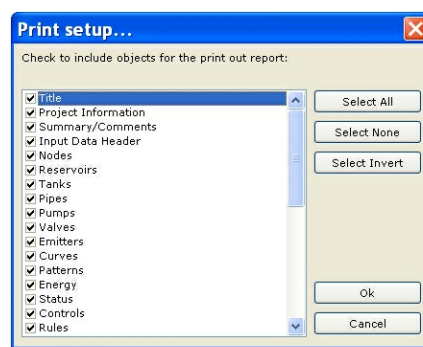 Print setup...
Check to include objects for the print out report:
Title
Project Information
Summary/Comments
Input Data Header
Nodes
Reservoirs
Tanks
Pipes
Pumps
Valves
Emitters
Curves
Patterns
Energy
Status
Controls
Rules
Select All
Select None
Select Invert
Ok
Cancel